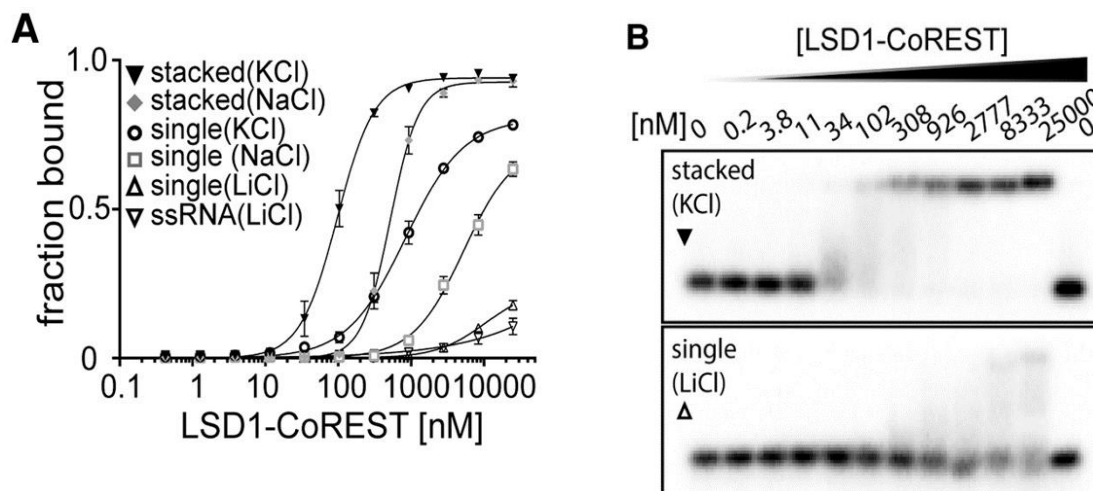 A
fraction bound
1.0
0.5
0
▼ stacked(KCl)
◆ stacked(NaCl)
○ single(KCl)
□ single (NaCl)
△ single(LiCl)
▽ ssRNA(LiCl)
0.1 1 10 100 1000 10000
LSD1-CoREST [nM]
B
[LSD1-CoREST]
[nM] 0 0.2 3.8 11 34 102 308 926 2777 8333 25000 0
stacked
(KCl)
▼
single
(LiCl)
△